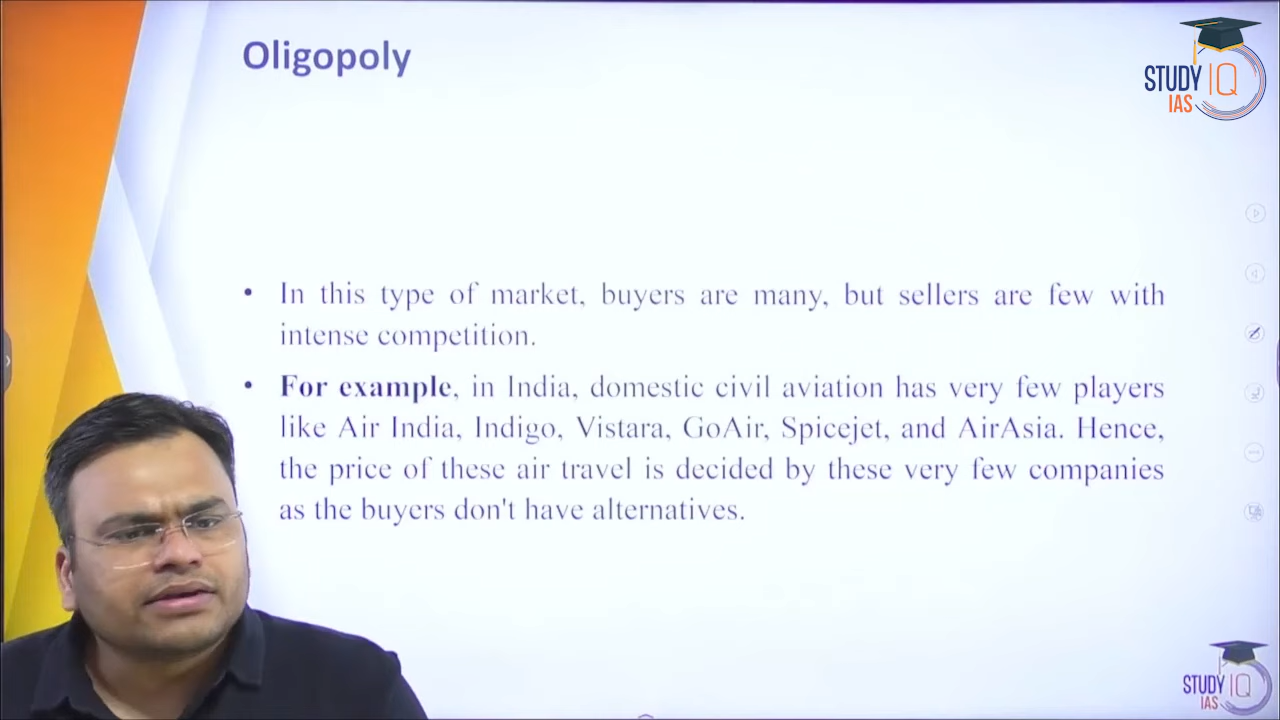 Oligopoly
STUDY IQ
IAS
• In this type of market, buyers are many, but sellers are few with
intense competition.
• For example, in India, domestic civil aviation has very few players
like Air India, Indigo, Vistara, GoAir, Spicejet, and AirAsia. Hence,
the price of these air travel is decided by these very few companies
as the buyers don't have alternatives.
STUDY IQ
IAS